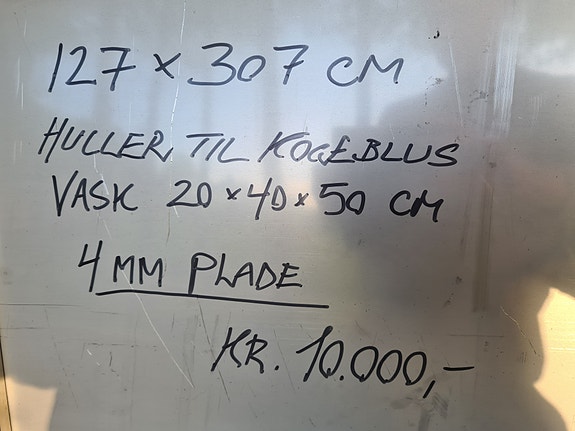 127 x 307 CM
HULLER TIL KOGEBLUS
VASK 20 x 40 x 50 CM
4 MM PLADE
KR. 10.000,-